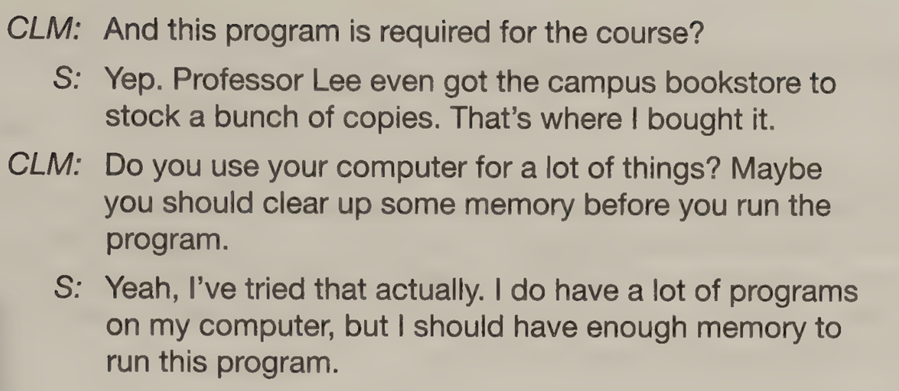 CLM: And this program is required for the course?
S: Yep. Professor Lee even got the campus bookstore to
stock a bunch of copies. That's where I bought it.
CLM: Do you use your computer for a lot of things? Maybe
you should clear up some memory before you run the
program.
S: Yeah, I've tried that actually. I do have a lot of programs
on my computer, but I should have enough memory to
run this program.